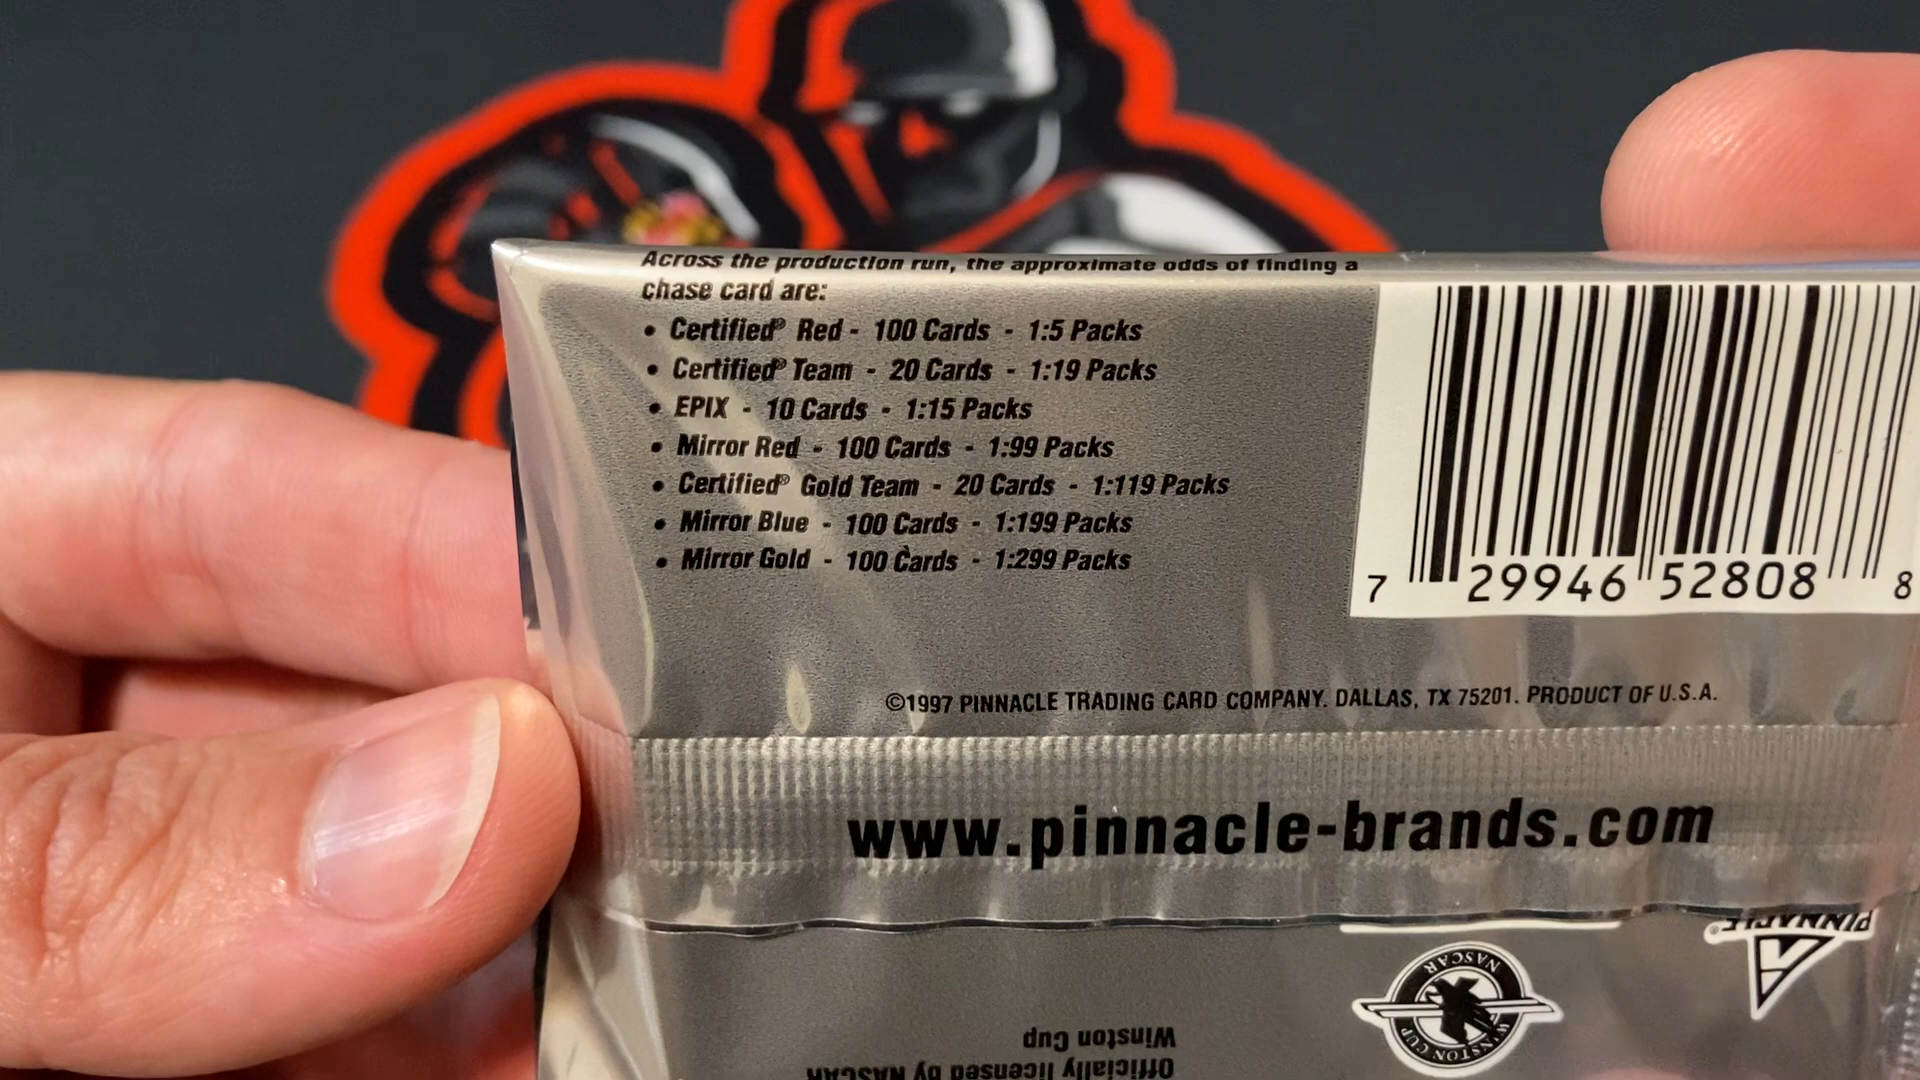 Across the production run, the approximate odds of finding a
chase card are:
• Certified® Red - 100 Cards - 1:5 Packs
• Certified® Team - 20 Cards - 1:19 Packs
• EPIX - 10 Cards - 1:15 Packs
• Mirror Red - 100 Cards - 1:99 Packs
• Certified® Gold Team - 20 Cards - 1:119 Packs
• Mirror Blue - 100 Cards - 1:199 Packs
• Mirror Gold - 100 Cards - 1:299 Packs
7 29946 52808 8
©1997 PINNACLE TRADING CARD COMPANY. DALLAS, TX 75201. PRODUCT OF U.S.A.
www.pinnacle-brands.com
PINNACLE®
NASCAR
WINSTON CUP
Winston Cup
Officially licensed by NASCAR